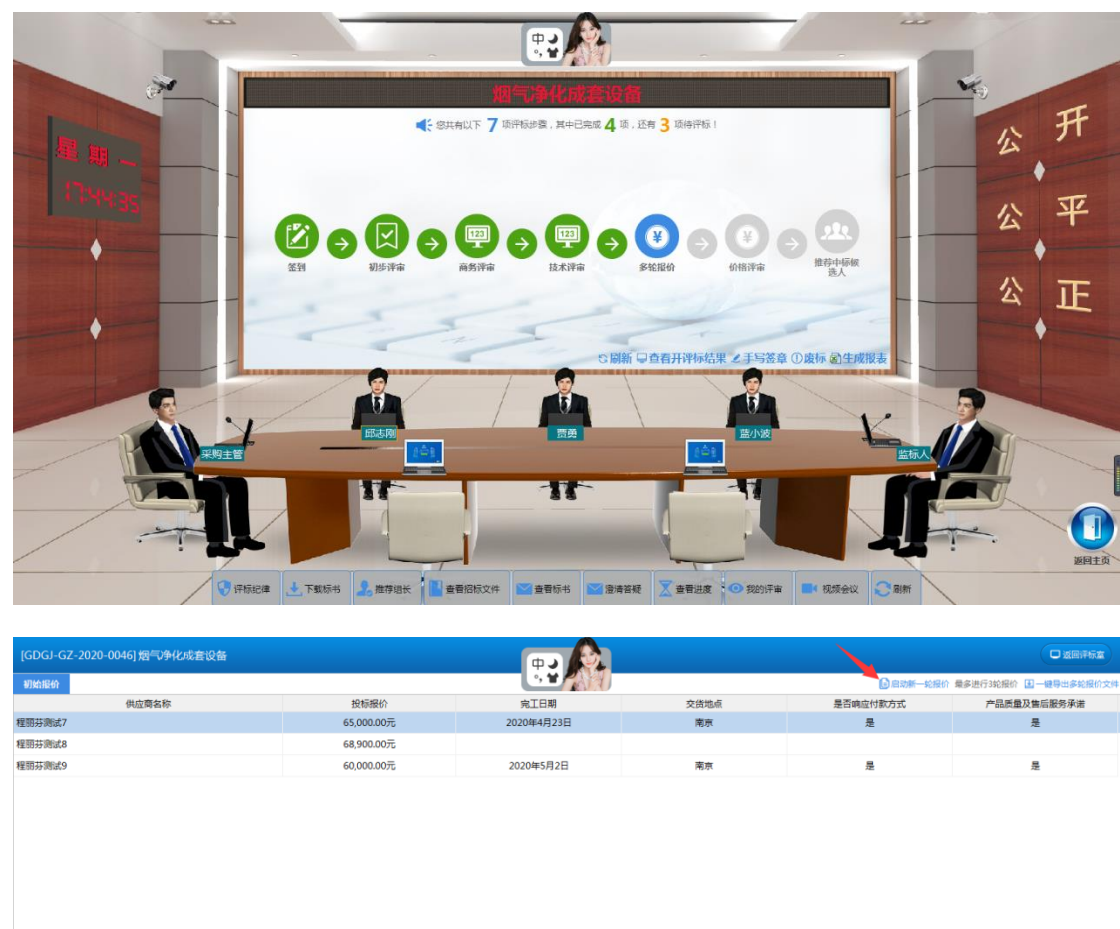 中
烟气净化成套设备
您共有以下 7 项评标步骤，其中已完成 4 项，还有 3 项待评标！
星期一
17:44:35
公 开
公 平
公 正
签到
初步评审
商务评审
技术评审
多轮报价
价格评审
推荐中标候
选人
刷新 查看开评标结果 手写签章 废标 生成报表
采购主管
邱志刚
贾勇
蓝小波
监标人
返回主页
评标纪律 下载标书 推荐组长 查看招标文件 查看标书 澄清答疑 查看进度 我的评审 视频会议 刷新
[GDGJ-GZ-2020-0046] 烟气净化成套设备
中
返回评标室
初始报价 启动新一轮报价 最多进行3轮报价 一键导出多轮报价文件
供应商名称 投标报价 完工日期 交货地点 是否响应付款方式 产品质量及售后服务承诺
程丽芬测试7 65,000.00元 2020年4月23日 南京 是 是
程丽芬测试8 68,900.00元
程丽芬测试9 60,000.00元 2020年5月2日 南京 是 是